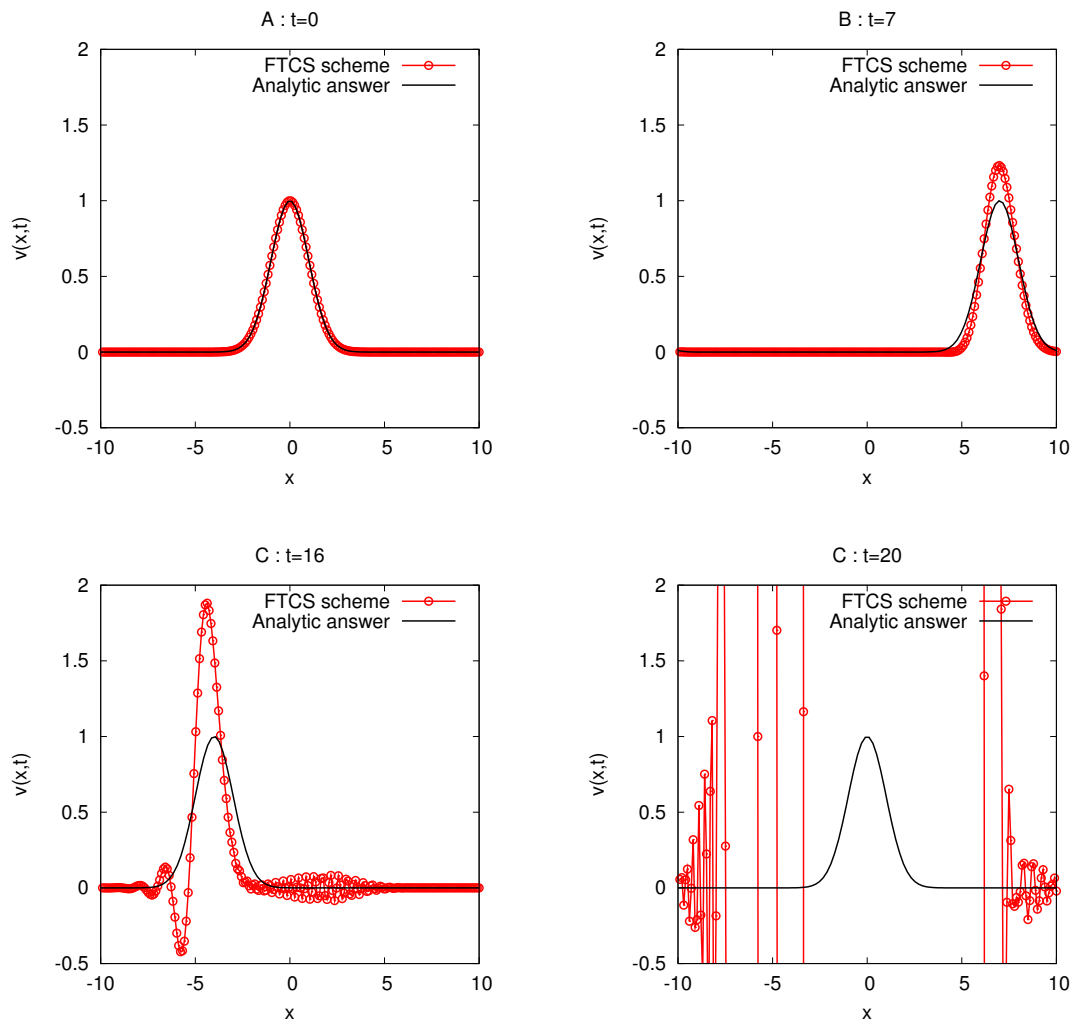 A : t=0
FTCS scheme
Analytic answer
v(x,t)
2
1.5
1
0.5
0
-0.5
-10
-5
0
5
10
x
B : t=7
FTCS scheme
Analytic answer
v(x,t)
2
1.5
1
0.5
0
-0.5
-10
-5
0
5
10
x
C : t=16
FTCS scheme
Analytic answer
v(x,t)
2
1.5
1
0.5
0
-0.5
-10
-5
0
5
10
x
C : t=20
FTCS scheme
Analytic answer
v(x,t)
2
1.5
1
0.5
0
-0.5
-10
-5
0
5
10
x